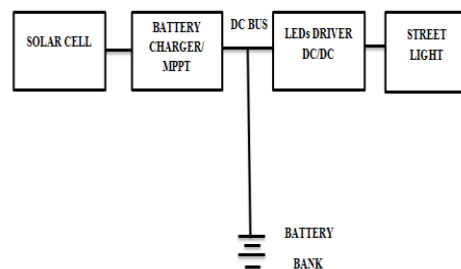 SOLAR CELL
BATTERY
CHARGER/
MPPT
DC BUS
LEDs DRIVER
DC/DC
STREET
LIGHT
BATTERY
BANK